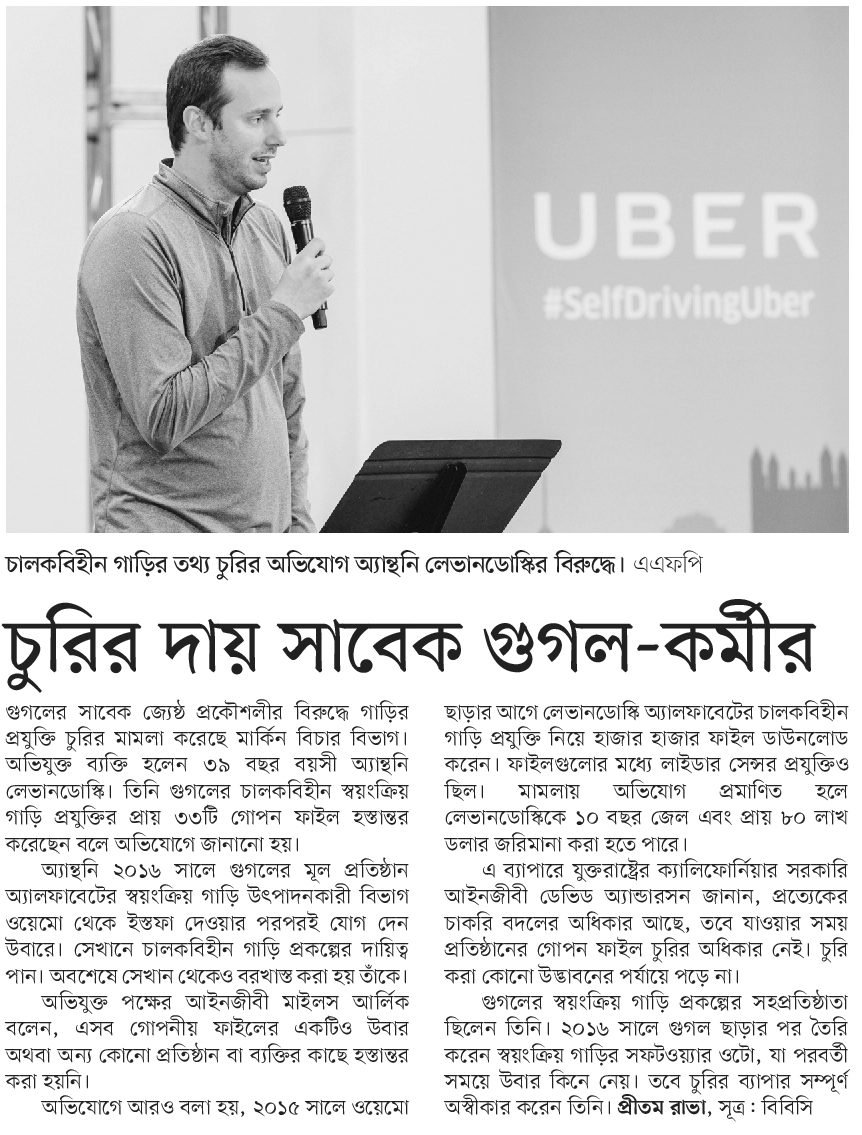 UBER
#SelfDrivingUber
চালকবিহীন গাড়ির তথ্য চুরির অভিযোগ অ্যান্থনি লেভানডোস্কির বিরুদ্ধে। এএফপি
চুরির দায় সাবেক গুগল-কর্মীর
গুগলের সাবেক জ্যেষ্ঠ প্রকৌশলীর বিরুদ্ধে গাড়ির
প্রযুক্তি চুরির মামলা করেছে মার্কিন বিচার বিভাগ।
অভিযুক্ত ব্যক্তি হলেন ৩৯ বছর বয়সী অ্যান্থনি
লেভানডোস্কি। তিনি গুগলের চালকবিহীন স্বয়ংক্রিয়
গাড়ি প্রযুক্তির প্রায় ৩৩টি গোপন ফাইল হস্তান্তর
করেছেন বলে অভিযোগে জানানো হয়।
অ্যান্থনি ২০১৬ সালে গুগলের মূল প্রতিষ্ঠান
অ্যালফাবেটের স্বয়ংক্রিয় গাড়ি উৎপাদনকারী বিভাগ
ওয়েমো থেকে ইস্তফা দেওয়ার পরপরই যোগ দেন
উবারে। সেখানে চালকবিহীন গাড়ি প্রকল্পের দায়িত্ব
পান। অবশেষে সেখান থেকেও বরখাস্ত করা হয় তাঁকে।
অভিযুক্ত পক্ষের আইনজীবী মাইলস আর্লিক
বলেন, এসব গোপনীয় ফাইলের একটিও উবার
অথবা অন্য কোনো প্রতিষ্ঠান বা ব্যক্তির কাছে হস্তান্তর
করা হয়নি।
অভিযোগে আরও বলা হয়, ২০১৫ সালে ওয়েমো
ছাড়ার আগে লেভানডোস্কি অ্যালফাবেটের চালকবিহীন
গাড়ি প্রযুক্তি নিয়ে হাজার হাজার ফাইল ডাউনলোড
করেন। ফাইলগুলোর মধ্যে লাইডার সেন্সর প্রযুক্তিও
ছিল। মামলায় অভিযোগ প্রমাণিত হলে
লেভানডোস্কিকে ১০ বছর জেল এবং প্রায় ৮০ লাখ
ডলার জরিমানা করা হতে পারে।
এ ব্যাপারে যুক্তরাষ্ট্রের ক্যালিফোর্নিয়ার সরকারি
আইনজীবী ডেভিড অ্যান্ডারসন জানান, প্রত্যেকের
চাকরি বদলের অধিকার আছে, তবে যাওয়ার সময়
প্রতিষ্ঠানের গোপন ফাইল চুরির অধিকার নেই। চুরি
করা কোনো উদ্ভাবনের পর্যায়ে পড়ে না।
গুগলের স্বয়ংক্রিয় গাড়ি প্রকল্পের সহপ্রতিষ্ঠাতা
ছিলেন তিনি। ২০১৬ সালে গুগল ছাড়ার পর তৈরি
করেন স্বয়ংক্রিয় গাড়ির সফটওয়্যার ওটো, যা পরবর্তী
সময়ে উবার কিনে নেয়। তবে চুরির ব্যাপার সম্পূর্ণ
অস্বীকার করেন তিনি। প্রীতম রাভা, সূত্র : বিবিসি